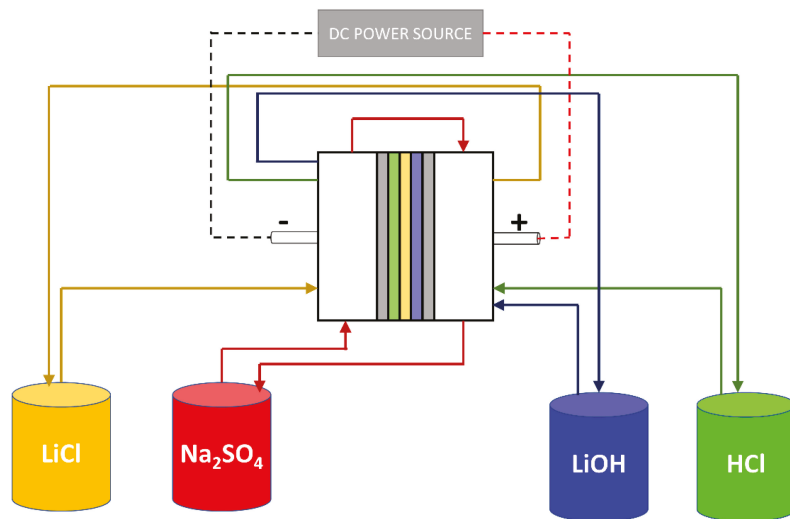 DC POWER SOURCE
- +
LiCl
Na₂SO₄
LiOH
HCl